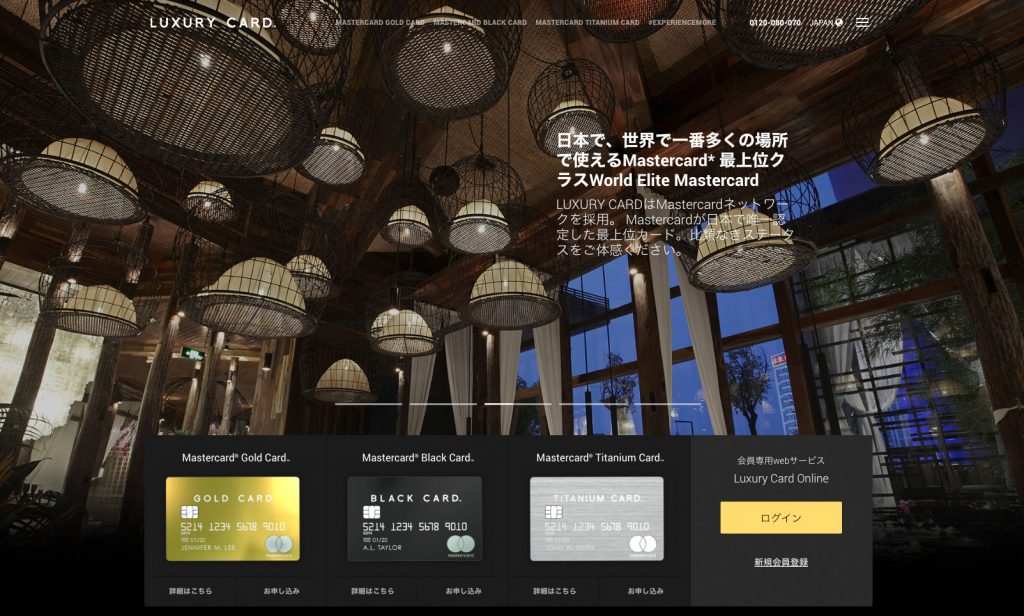 LUXURY CARD.
MASTERCARD GOLD CARD MASTERCARD BLACK CARD MASTERCARD TITANIUM CARD #EXPERIENCEMORE 0120-080-070 JAPAN
日本で、世界で一番多くの場所
で使えるMastercard* 最上位ク
ラスWorld Elite Mastercard
LUXURY CARDはMastercardネットワー
クを採用。 Mastercardが日本で唯一認
定した最上位カード。比類なきステータ
スをご体感ください。
Mastercard® Gold Card™
GOLD CARD.
5214 1234 5678 9010
5214
01/20
JENNIFER M. LEE
mastercard
詳細はこちら
お申し込み
Mastercard® Black Card™
BLACK CARD.
5214 1234 5678 9010
5214
01/20
A.L. TAYLOR
mastercard
詳細はこちら
お申し込み
Mastercard® Titanium Card™
TITANIUM CARD.
5214 1234 5678 9010
5214
01/20
JOHN W. SMITH
mastercard
詳細はこちら
お申し込み
会員専用webサービス
Luxury Card Online
ログイン
新規会員登録